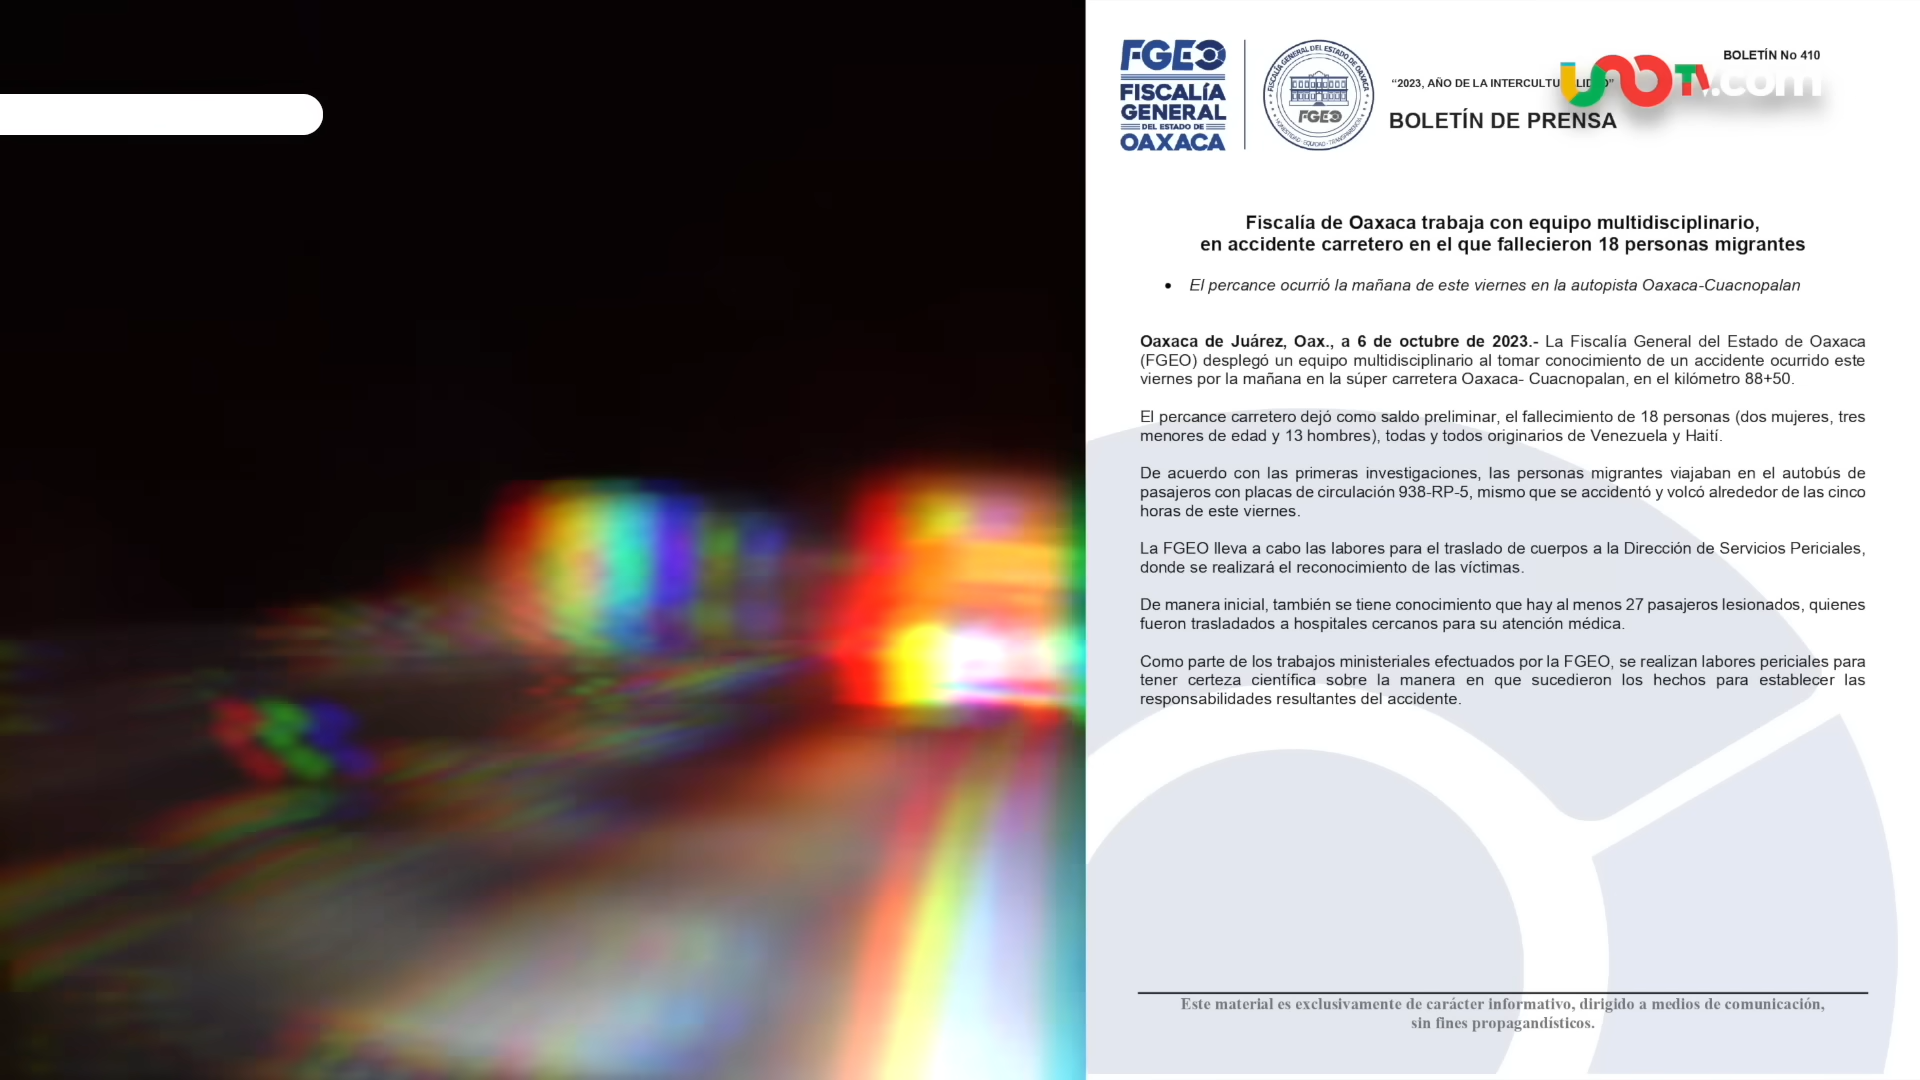 FGEO
FISCALÍA
GENERAL
DEL ESTADO DE
OAXACA
FISCALÍA GENERAL DEL ESTADO DE OAXACA
FGEO
HONESTIDAD - EQUIDAD - TRANSPARENCIA
BOLETÍN No 410
UNOTV.com
"2023, AÑO DE LA
BOLETÍN DE PRENSA
Fiscalía de Oaxaca trabaja con equipo multidisciplinario,
en accidente carretero en el que fallecieron 18 personas migrantes
• El percance ocurrió la mañana de este viernes en la autopista Oaxaca-Cuacnopalan
Oaxaca de Juárez, Oax., a 6 de octubre de 2023.- La Fiscalía General del Estado de Oaxaca
(FGEO) desplegó un equipo multidisciplinario al tomar conocimiento de un accidente ocurrido este
viernes por la mañana en la súper carretera Oaxaca- Cuacnopalan, en el kilómetro 88+50.
El percance carretero dejó como saldo preliminar, el fallecimiento de 18 personas (dos mujeres, tres
menores de edad y 13 hombres), todas y todos originarios de Venezuela y Haití.
De acuerdo con las primeras investigaciones, las personas migrantes viajaban en el autobús de
pasajeros con placas de circulación 938-RP-5, mismo que se accidentó y volcó alrededor de las cinco
horas de este viernes.
La FGEO lleva a cabo las labores para el traslado de cuerpos a la Dirección de Servicios Periciales,
donde se realizará el reconocimiento de las víctimas.
De manera inicial, también se tiene conocimiento que hay al menos 27 pasajeros lesionados, quienes
fueron trasladados a hospitales cercanos para su atención médica.
Como parte de los trabajos ministeriales efectuados por la FGEO, se realizan labores periciales para
tener certeza científica sobre la manera en que sucedieron los hechos para establecer las
responsabilidades resultantes del accidente.
Este material es exclusivamente de carácter informativo, dirigido a medios de comunicación,
sin fines propagandísticos.